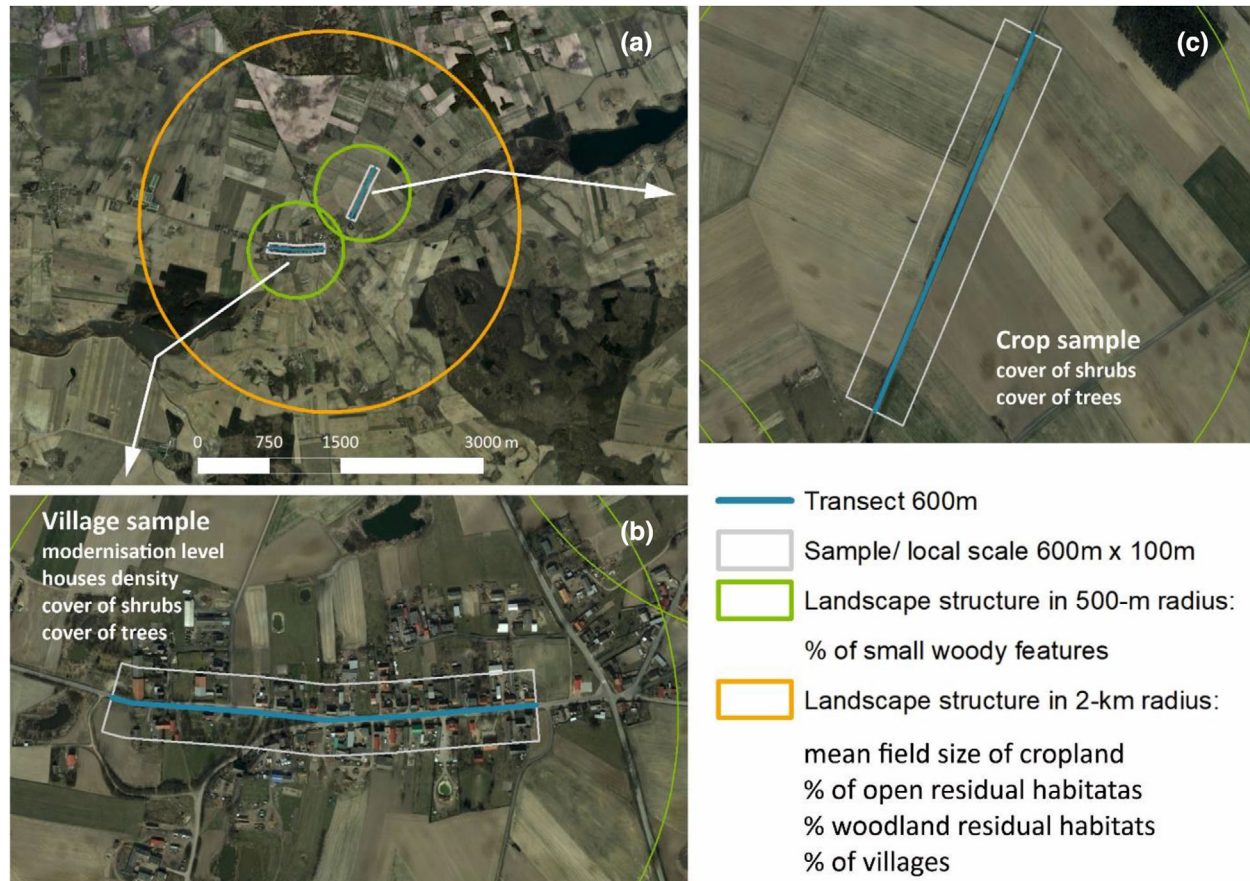 (a)
0 750 1500 3000 m
(b)
Village sample
modernisation level
houses density
cover of shrubs
cover of trees
(c)
Crop sample
cover of shrubs
cover of trees
Transect 600m
Sample/ local scale 600m x 100m
Landscape structure in 500-m radius:
% of small woody features
Landscape structure in 2-km radius:
mean field size of cropland
% of open residual habitatas
% woodland residual habitats
% of villages